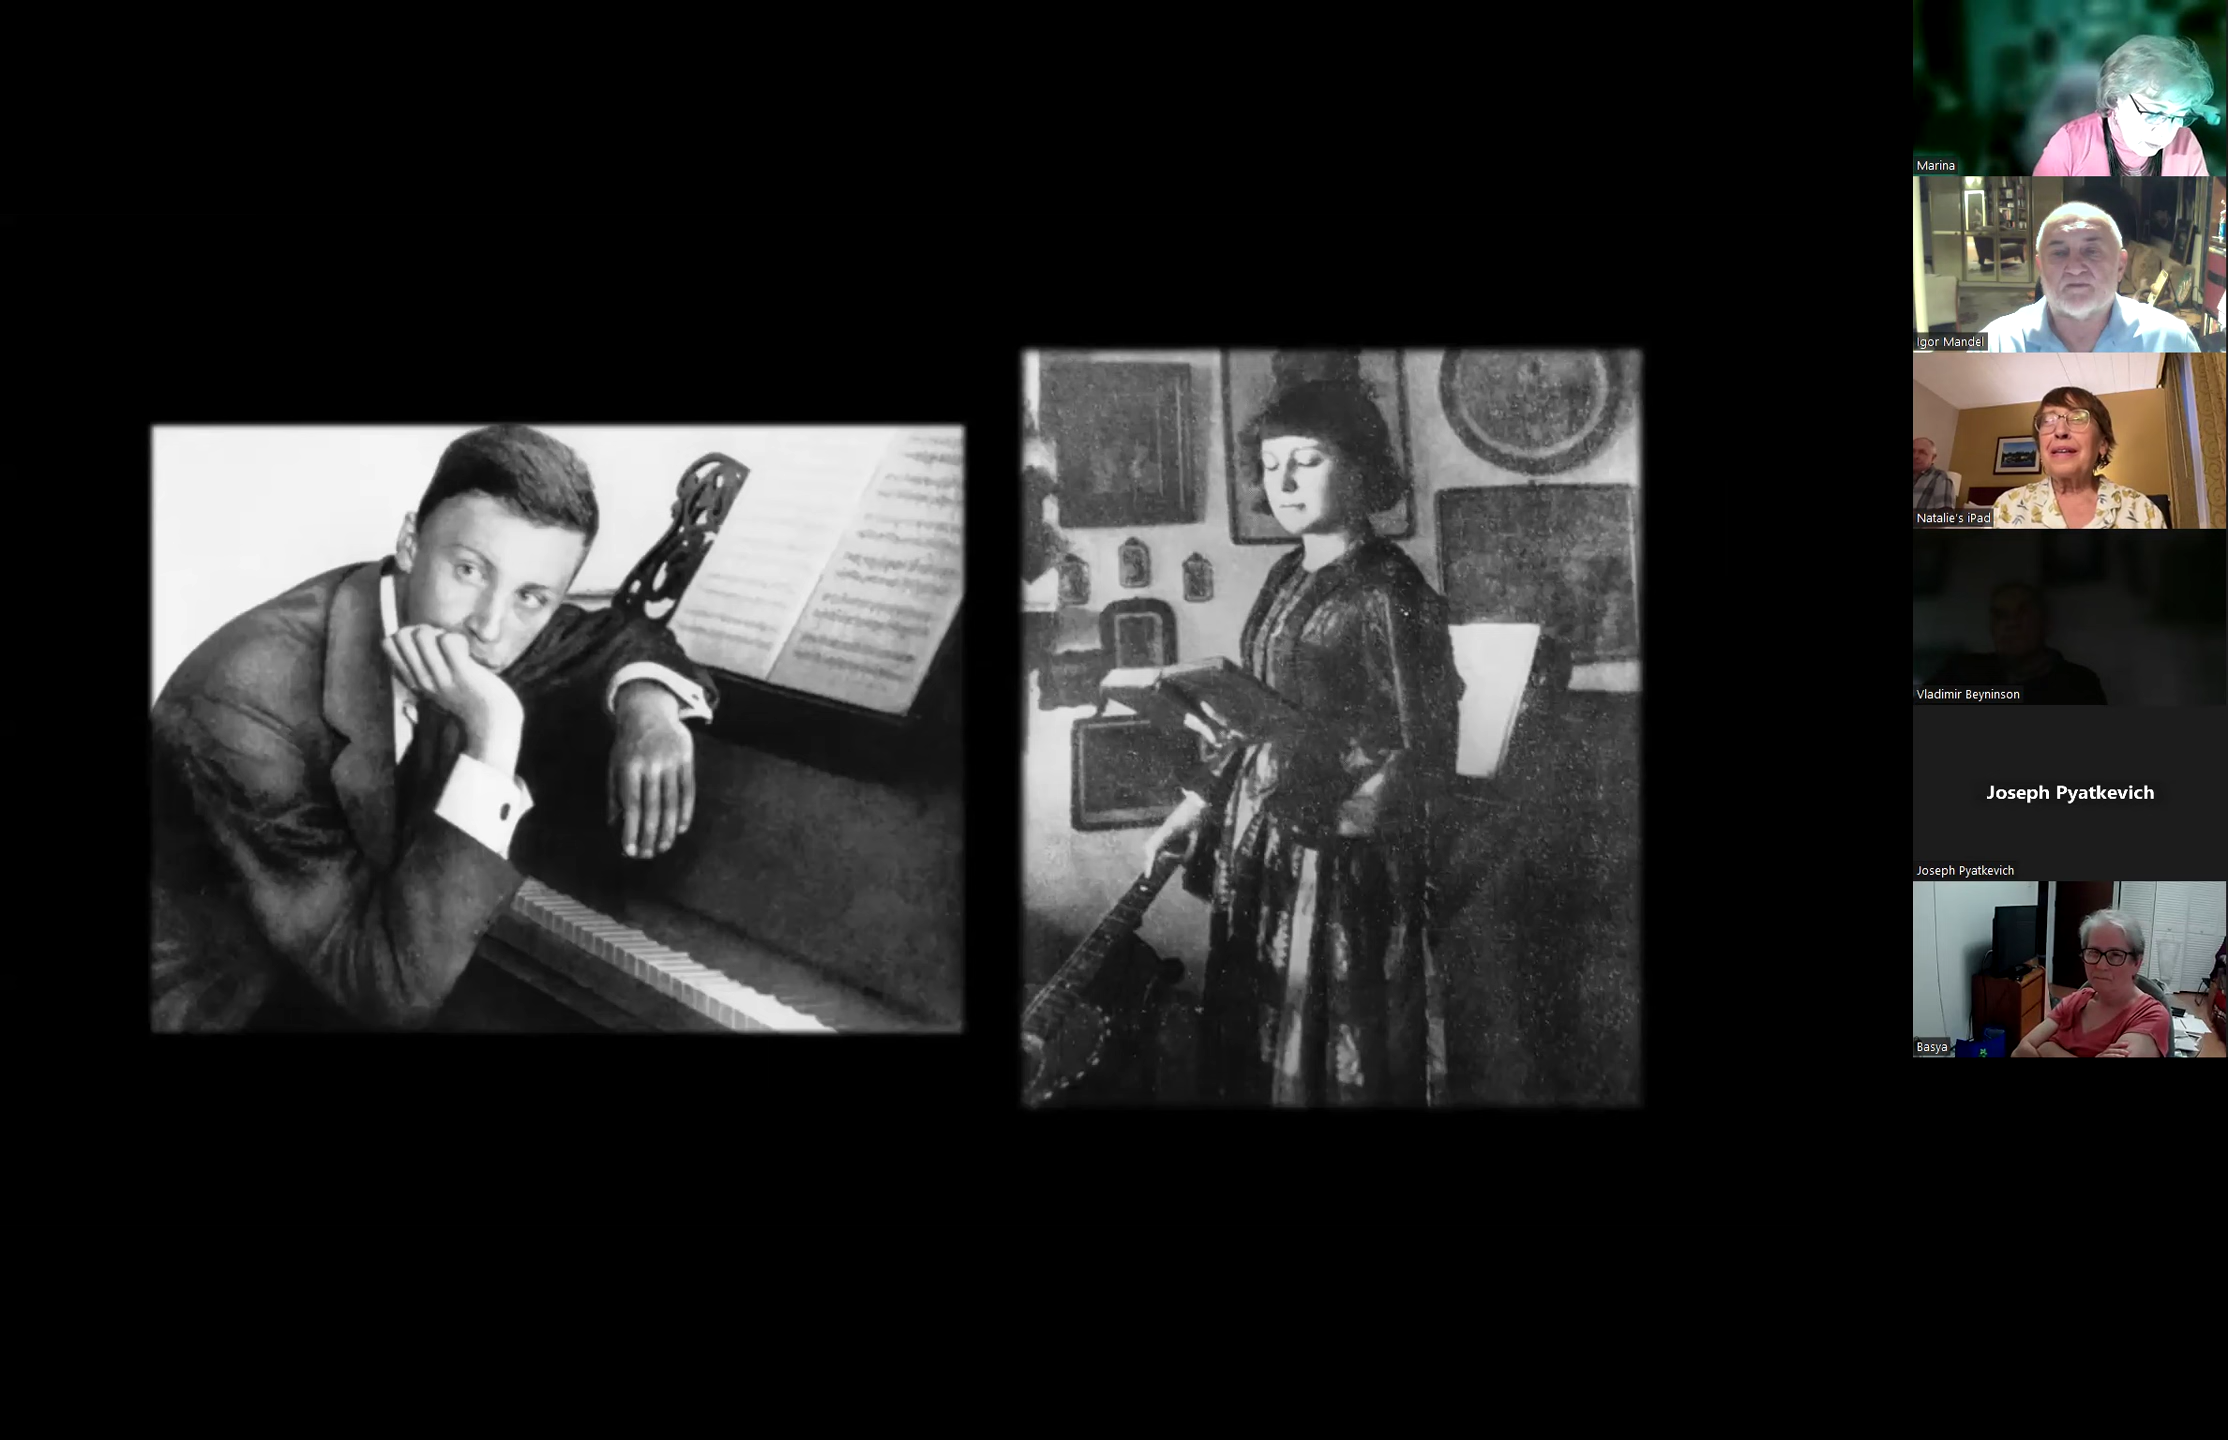 Marina
Igor Mandel
Natalie's iPad
Vladimir Beyninson
Joseph Pyatkevich
Joseph Pyatkevich
Basya